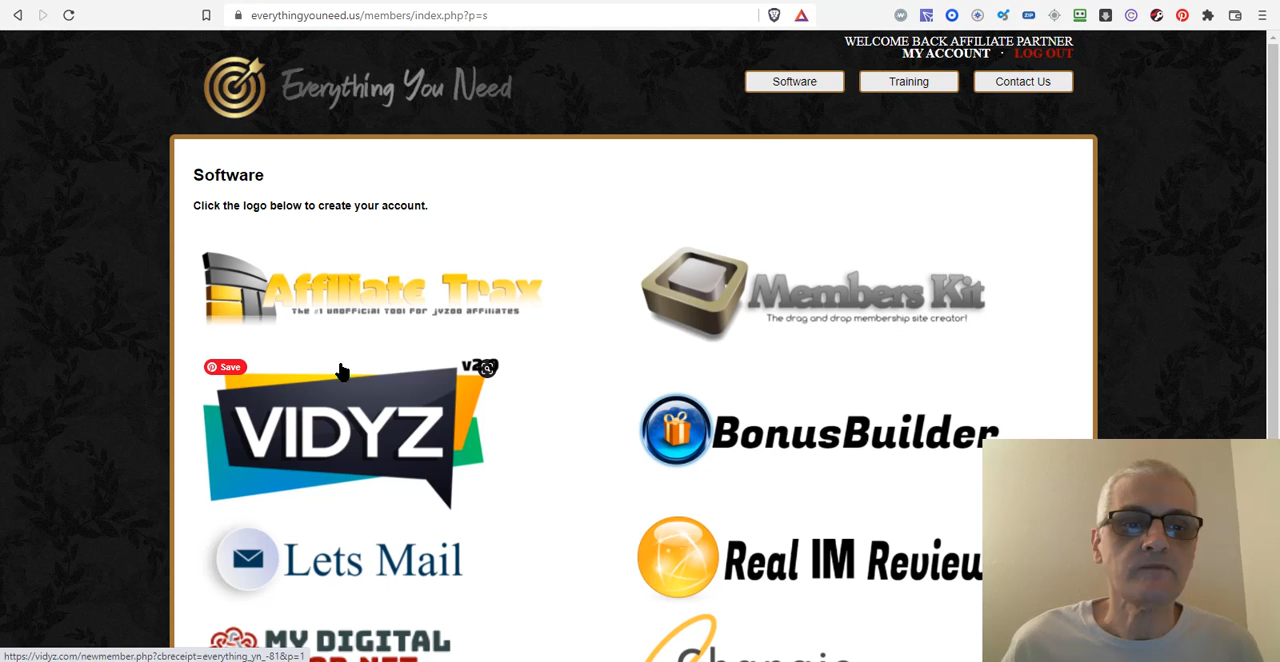 everythingyouneed.us/members/index.php?p=s
ZIP
WELCOME BACK AFFILIATE PARTNER
MY ACCOUNT · LOG OUT
Everything You Need
Software Training Contact Us
Software
Click the logo below to create your account.
Affiliate Trax
The #1 unofficial tool for jvzoo affiliates
Members Kit
The drag and drop membership site creator!
Save
VIDYZ
BonusBuilder
Lets Mail
Real IM Review
MY DIGITAL
https://vidyz.com/newmember.php?cbreceipt=everything_yn_-81&p=1